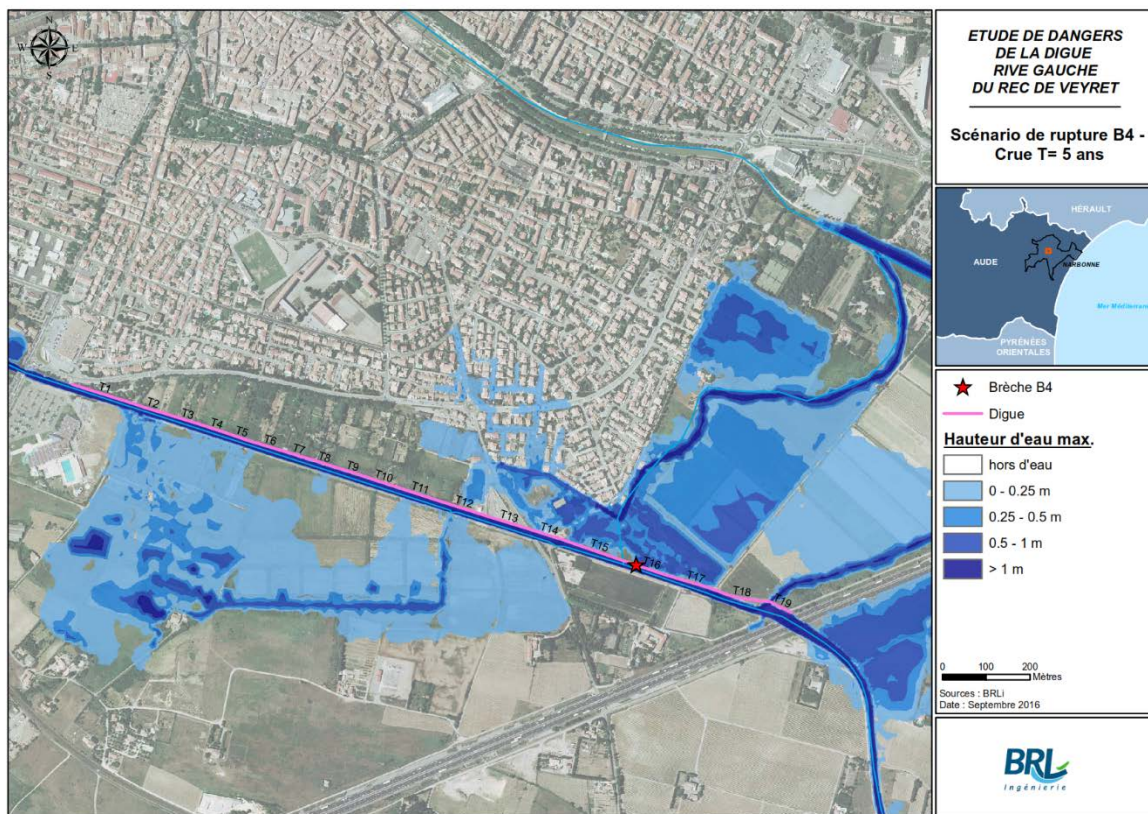 N
W
E
S
T1
T2
T3
T4
T5
T6
T7
T8
T9
T10
T11
T12
T13
T14
T15
T16
T17
T18
T19
ETUDE DE DANGERS
DE LA DIGUE
RIVE GAUCHE
DU REC DE VEYRET
Scénario de rupture B4 -
Crue T= 5 ans
HÉRAULT
AUDE
NARBONNE
Mer Méditerran
PYRÉNÉES
ORIENTALES
Brèche B4
Digue
Hauteur d'eau max.
hors d'eau
0 - 0.25 m
0.25 - 0.5 m
0.5 - 1 m
> 1 m
0 100 200
Mètres
Sources : BRLi
Date : Septembre 2016
BRL
Ingénierie